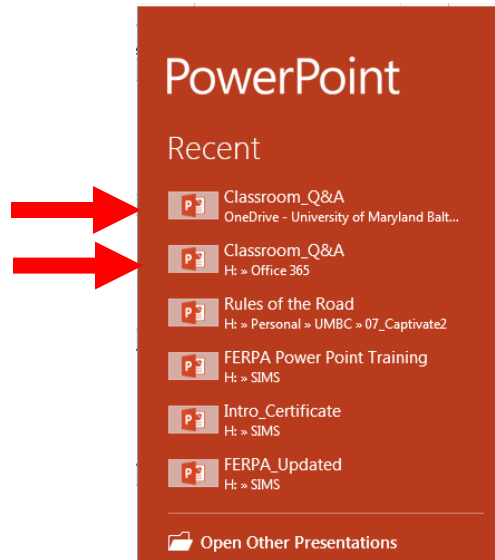 PowerPoint
Recent
Classroom_Q&A
OneDrive - University of Maryland Balt...
Classroom_Q&A
H: » Office 365
Rules of the Road
H: » Personal » UMBC » 07_Captivate2
FERPA Power Point Training
H: » SIMS
Intro_Certificate
H: » SIMS
FERPA_Updated
H: » SIMS
Open Other Presentations